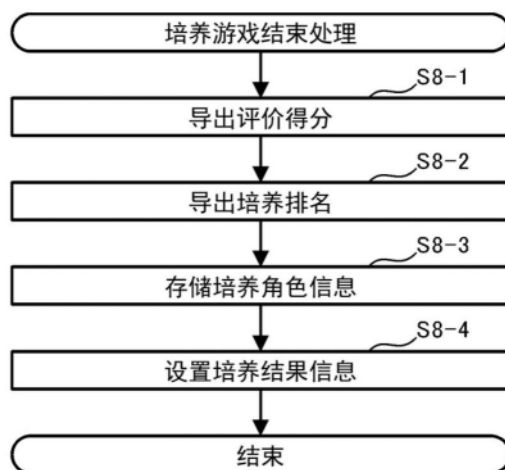 培养游戏结束处理
S8-1
导出评价得分
S8-2
导出培养排名
S8-3
存储培养角色信息
S8-4
设置培养结果信息
结束